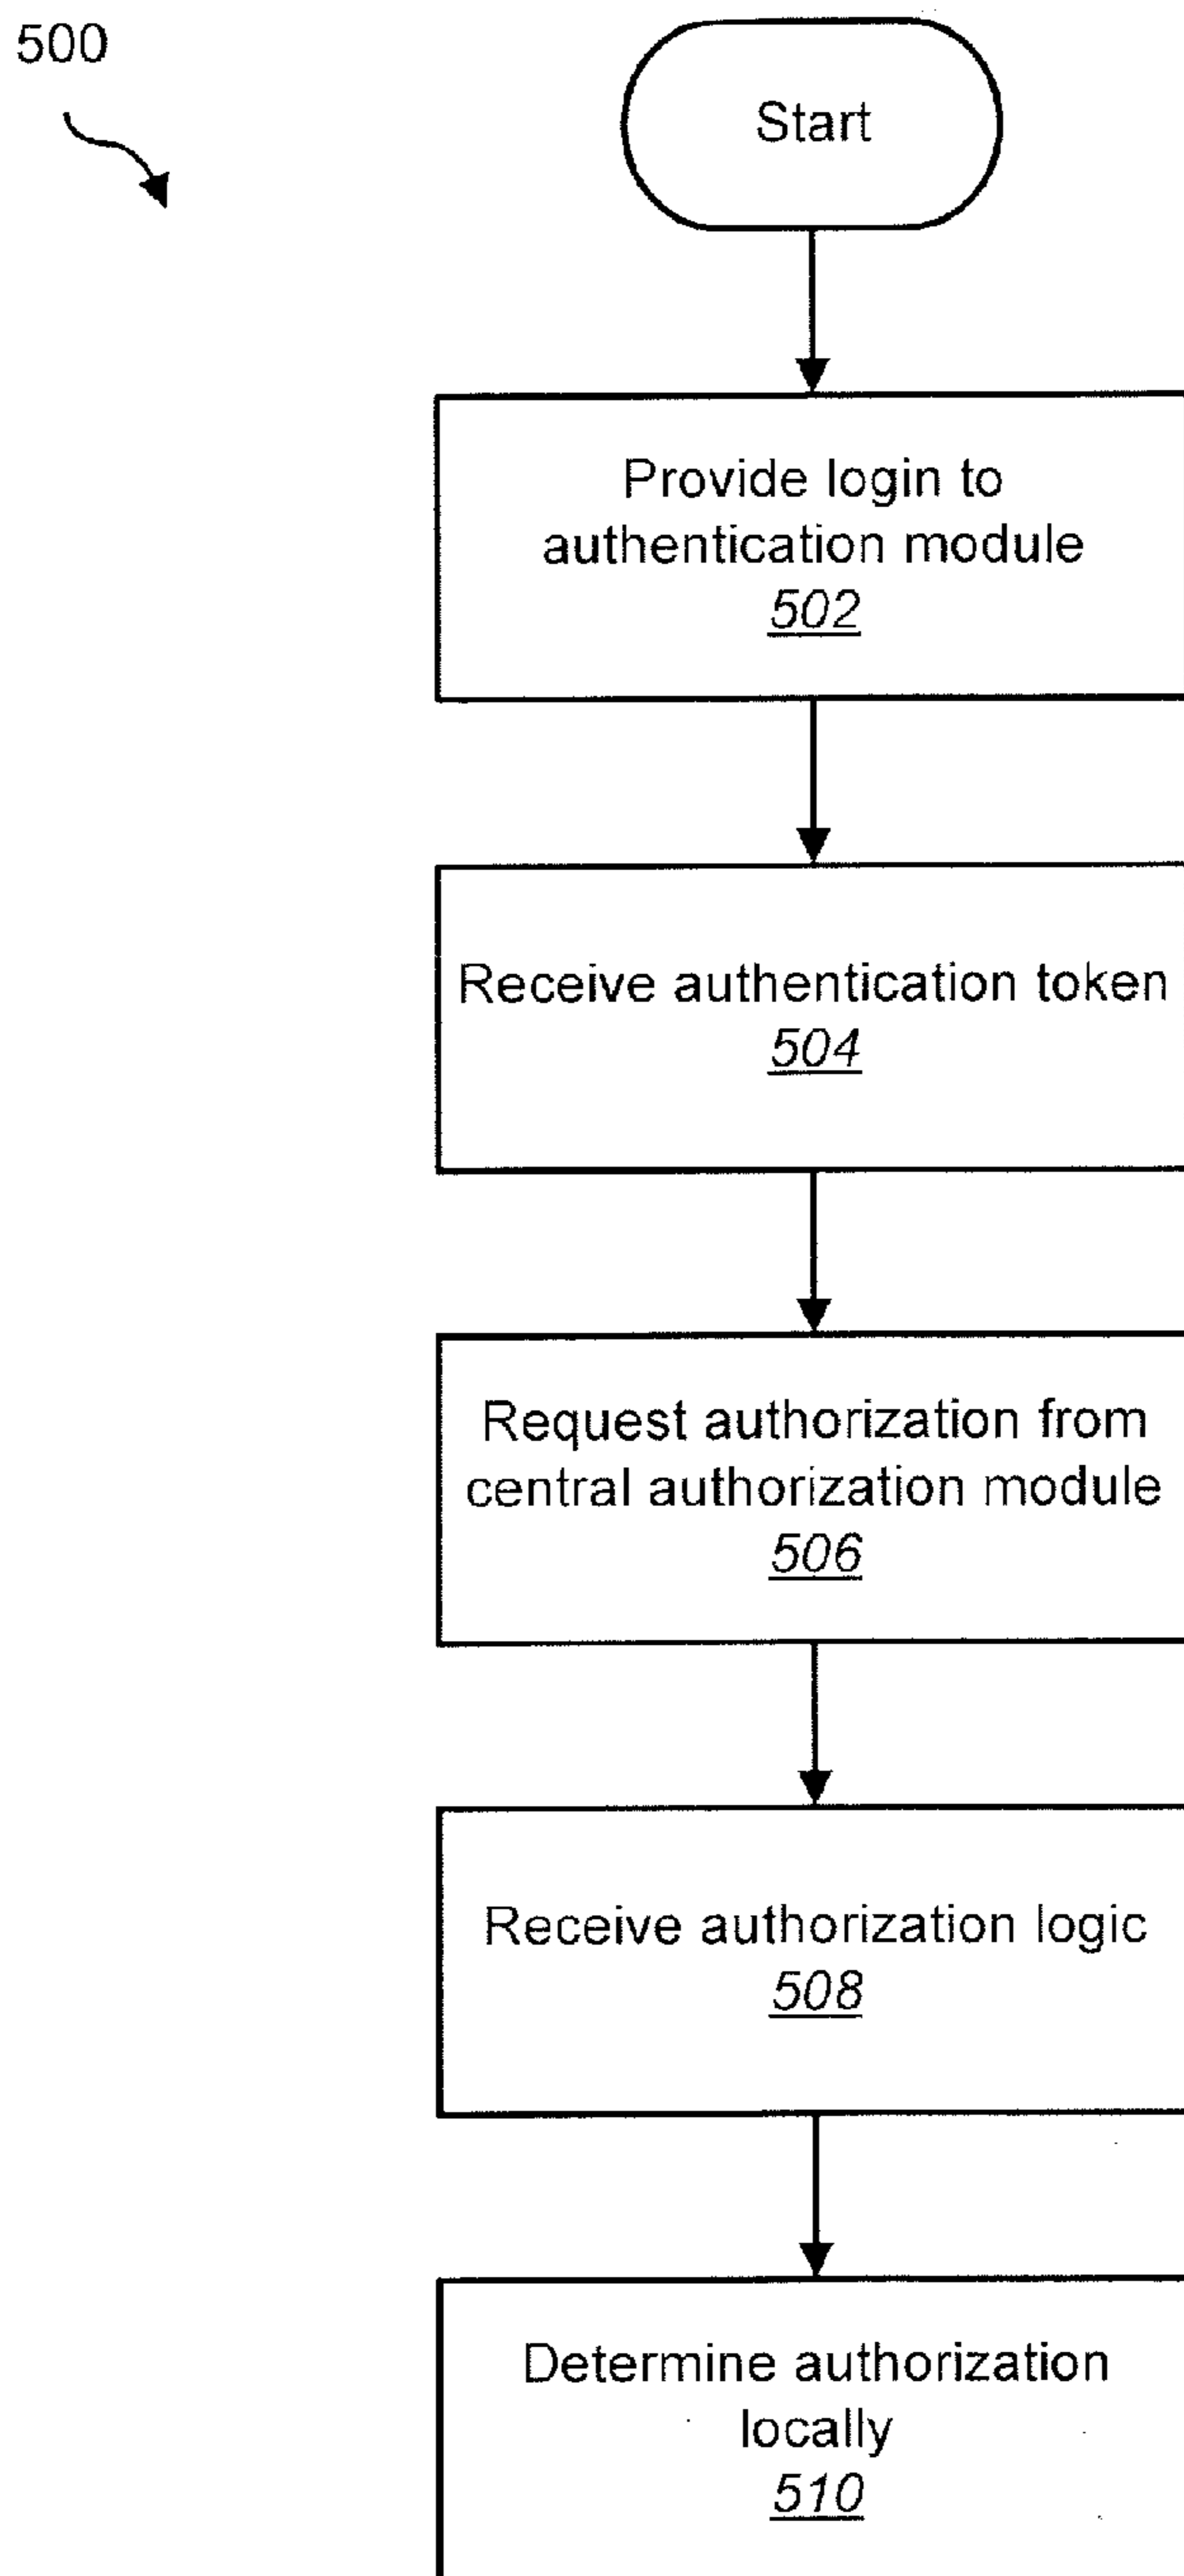 500
Start
Provide login to
authentication module
502
Receive authentication token
504
Request authorization from
central authorization module
506
Receive authorization logic
508
Determine authorization
locally
510